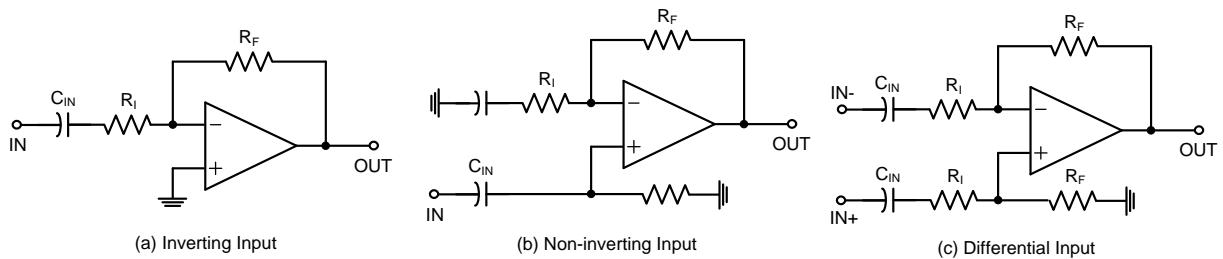 R_F
C_IN
R_I
IN
−
+
OUT
(a) Inverting Input
R_F
R_I
−
+
OUT
C_IN
IN
(b) Non-inverting Input
R_F
IN-
C_IN
R_I
−
+
OUT
C_IN
R_I
R_F
IN+
(c) Differential Input